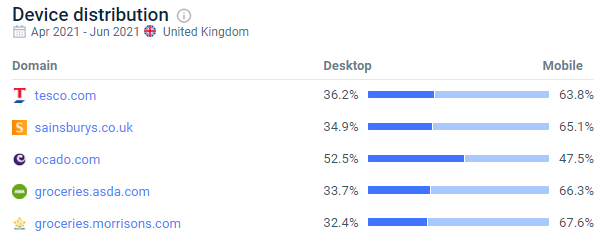 Device distribution
Apr 2021 - Jun 2021 United Kingdom
Domain Desktop Mobile
tesco.com 36.2% 63.8%
sainsburys.co.uk 34.9% 65.1%
ocado.com 52.5% 47.5%
groceries.asda.com 33.7% 66.3%
groceries.morrisons.com 32.4% 67.6%